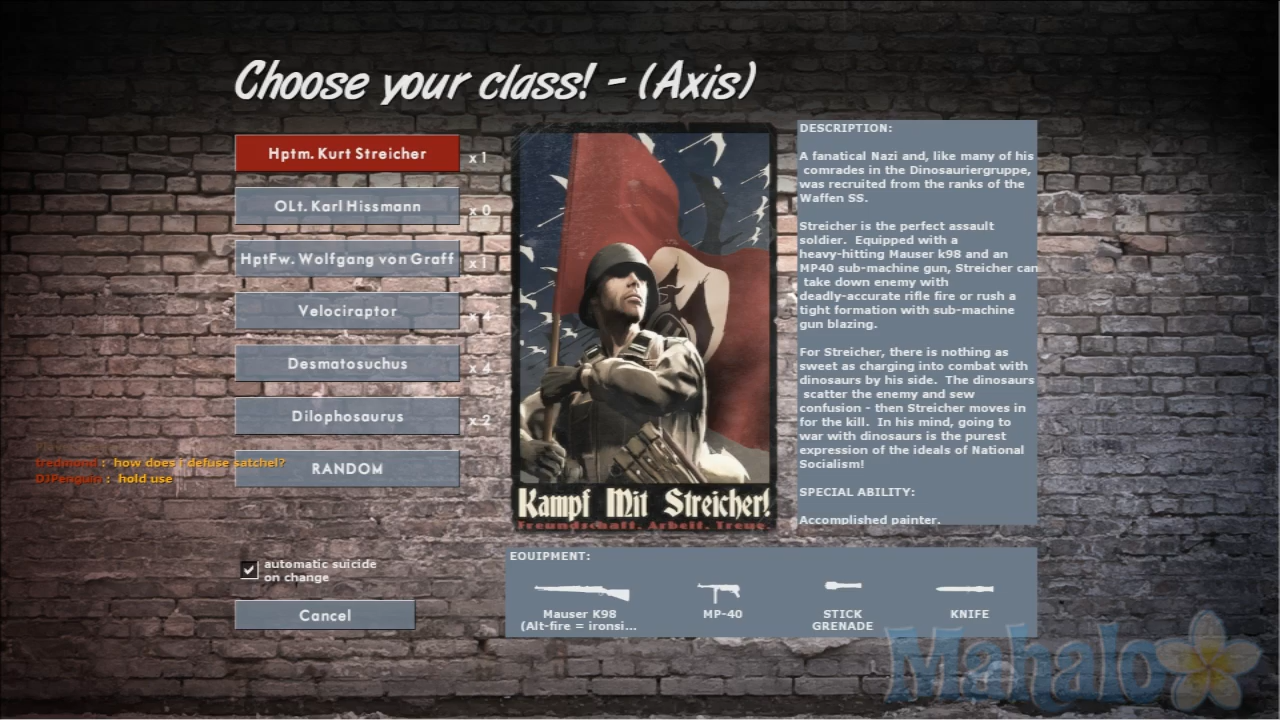 Choose your class! - (Axis)
Hptm. Kurt Streicher x 1
OLt. Karl Hissmann x 0
HptFw. Wolfgang von Graff x 1
Velociraptor x 4
Desmatosuchus x 4
Dilophosaurus x 2
RANDOM
tredmond : how does i defuse satchel?
DJPenguin : hold use
automatic suicide
on change
Cancel
Kampf Mit Streicher!
Freundschaft. Arbeit. Treue.
DESCRIPTION:
A fanatical Nazi and, like many of his
comrades in the Dinosauriergruppe,
was recruited from the ranks of the
Waffen SS.
Streicher is the perfect assault
soldier. Equipped with a
heavy-hitting Mauser k98 and an
MP40 sub-machine gun, Streicher can
take down enemy with
deadly-accurate rifle fire or rush a
tight formation with sub-machine
gun blazing.
For Streicher, there is nothing as
sweet as charging into combat with
dinosaurs by his side. The dinosaurs
scatter the enemy and sew
confusion - then Streicher moves in
for the kill. In his mind, going to
war with dinosaurs is the purest
expression of the ideals of National
Socialism!
SPECIAL ABILITY:
Accomplished painter.
EQUIPMENT:
Mauser K98
(Alt-fire = ironsi...
MP-40
STICK
GRENADE
KNIFE
Mahalo